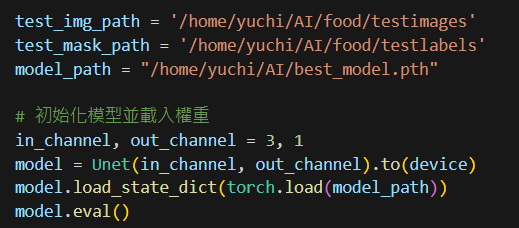 test_img_path = '/home/yuchi/AI/food/testimages'
test_mask_path = '/home/yuchi/AI/food/testlabels'
model_path = "/home/yuchi/AI/best_model.pth"
# 初始化模型並載入權重
in_channel, out_channel = 3, 1
model = Unet(in_channel, out_channel).to(device)
model.load_state_dict(torch.load(model_path))
model.eval()